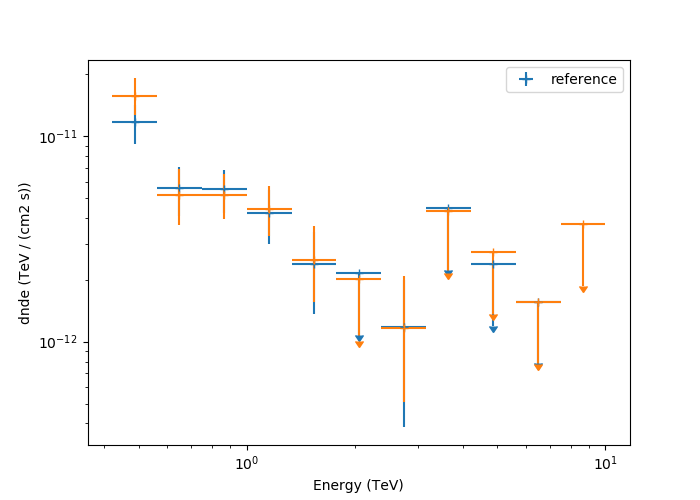 reference
10⁻¹¹
10⁻¹²
dnde (TeV / (cm2 s))
10⁰
10¹
Energy (TeV)